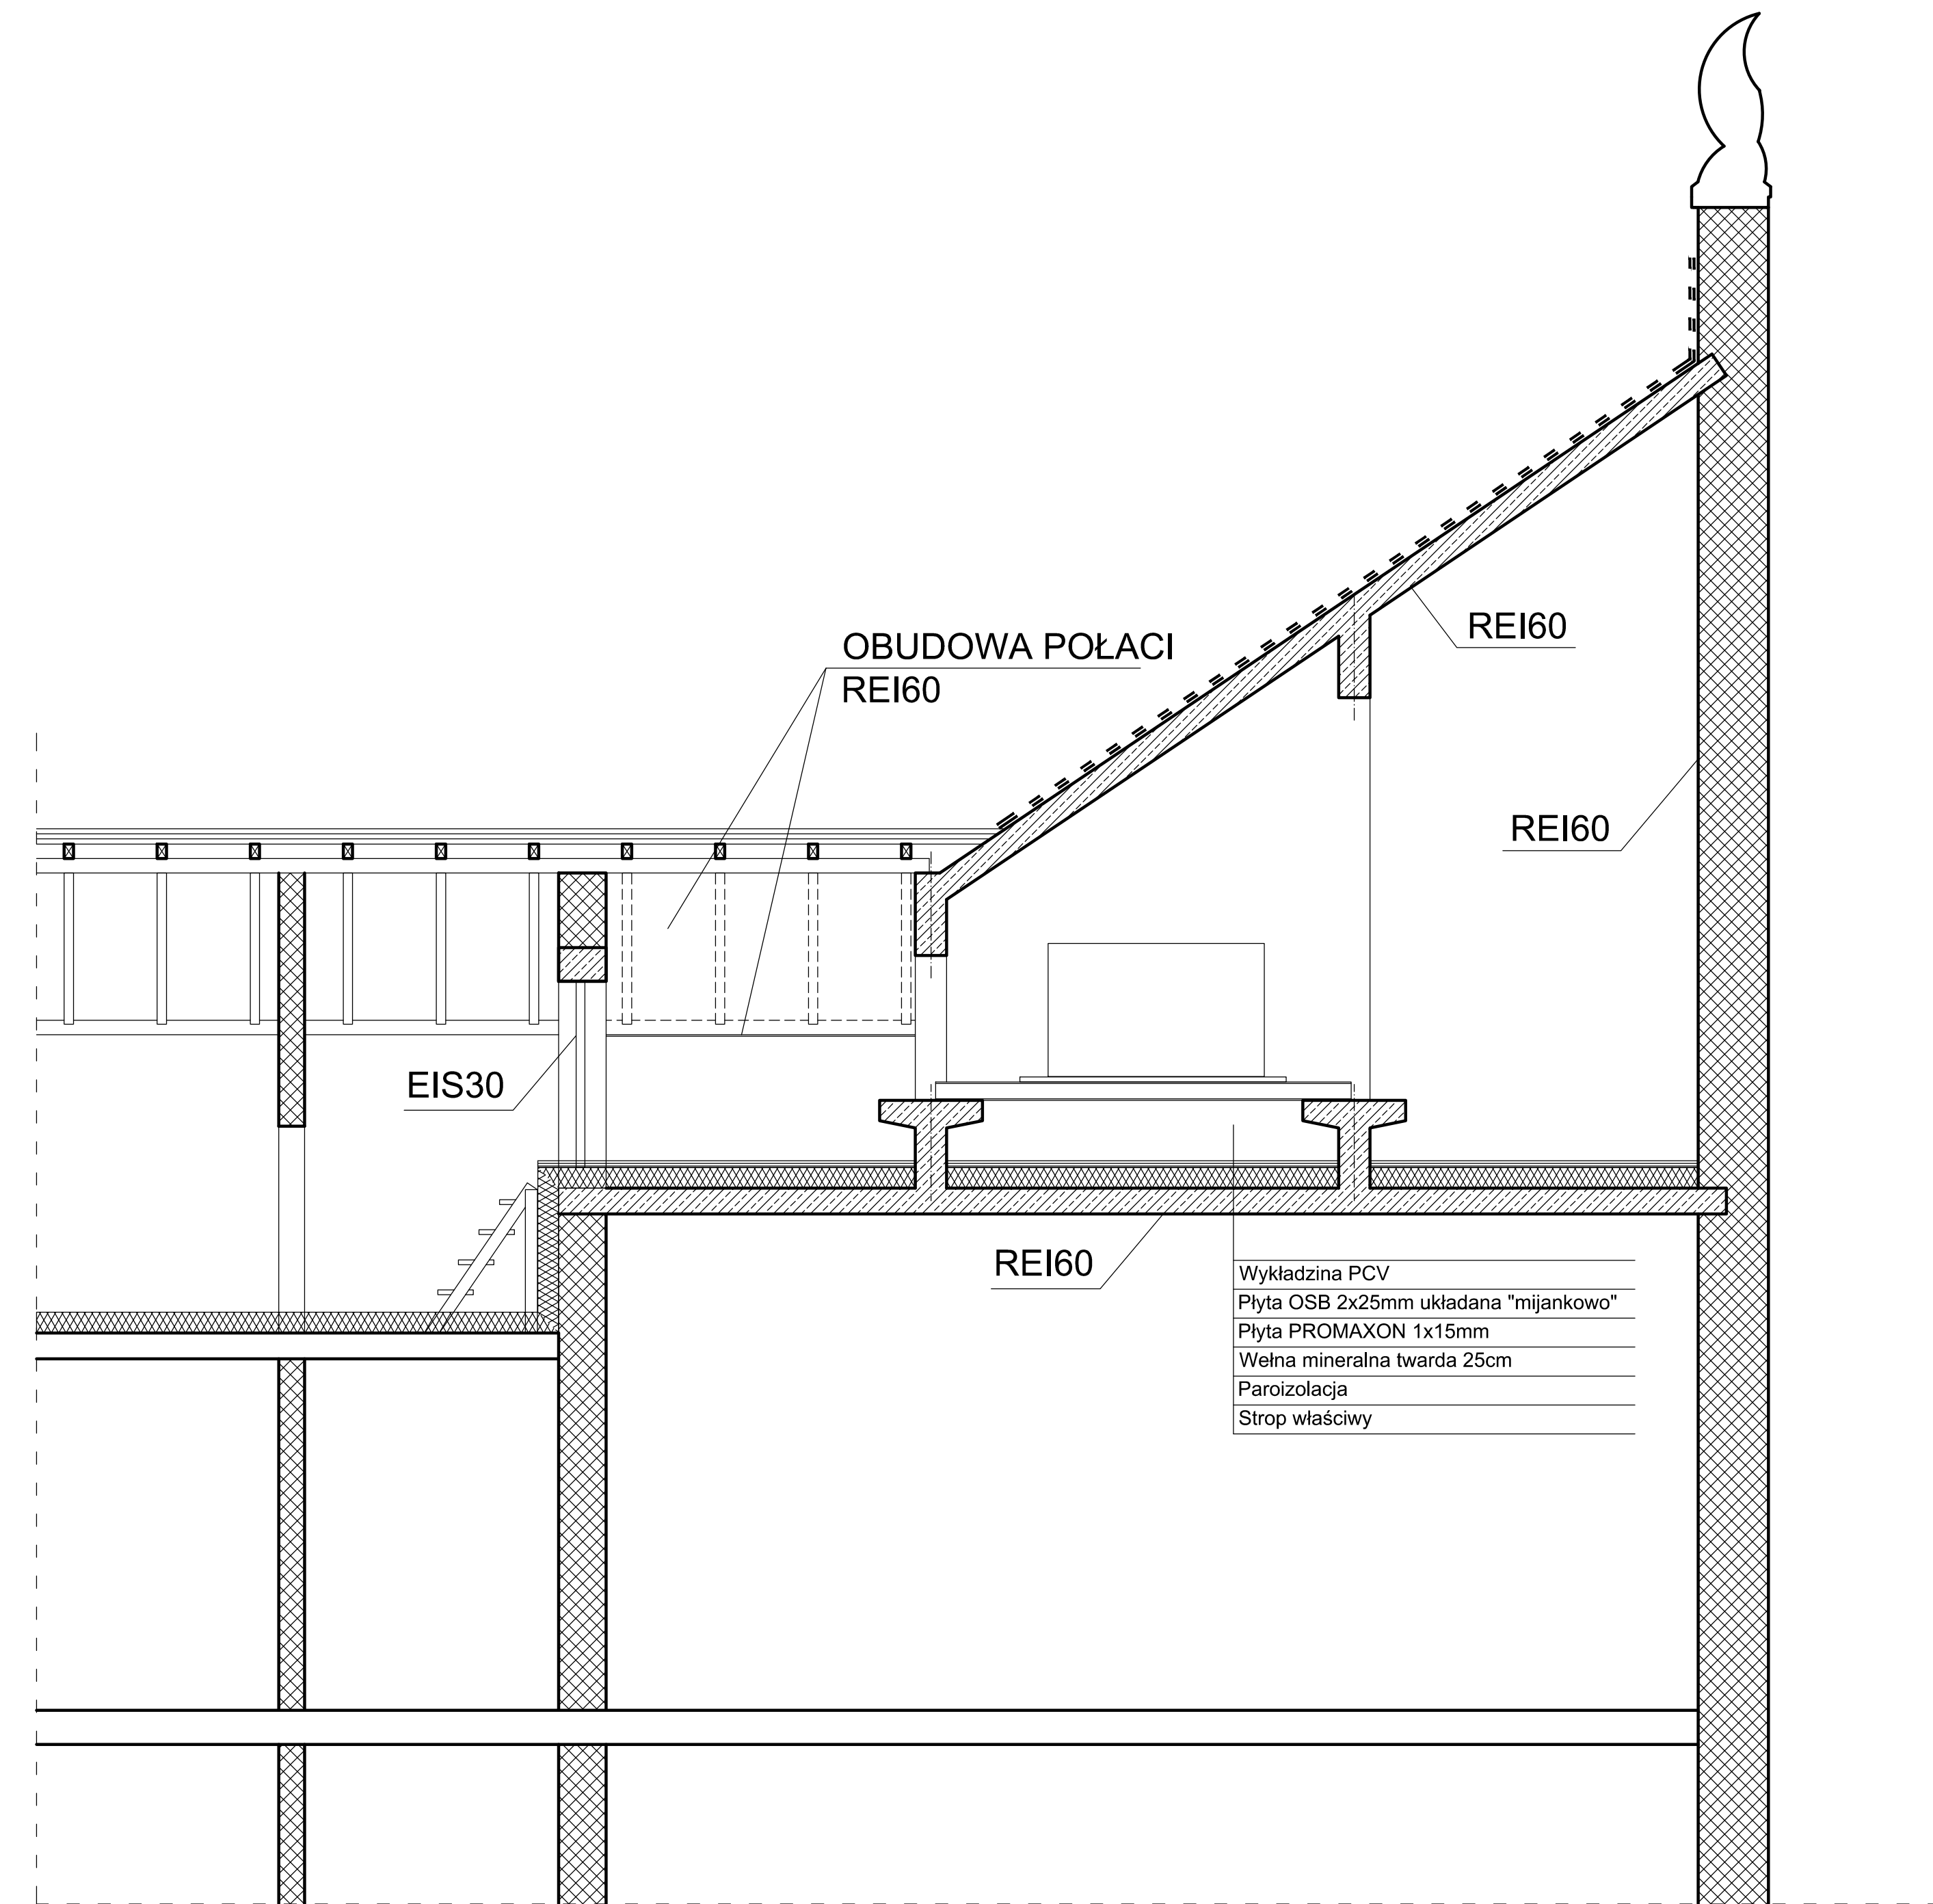 OBUDOWA POŁACI
REI60
REI60
REI60
EIS30
REI60
Wykładzina PCV
Płyta OSB 2x25mm układana "mijankowo"
Płyta PROMAXON 1x15mm
Wełna mineralna twarda 25cm
Paroizolacja
Strop właściwy